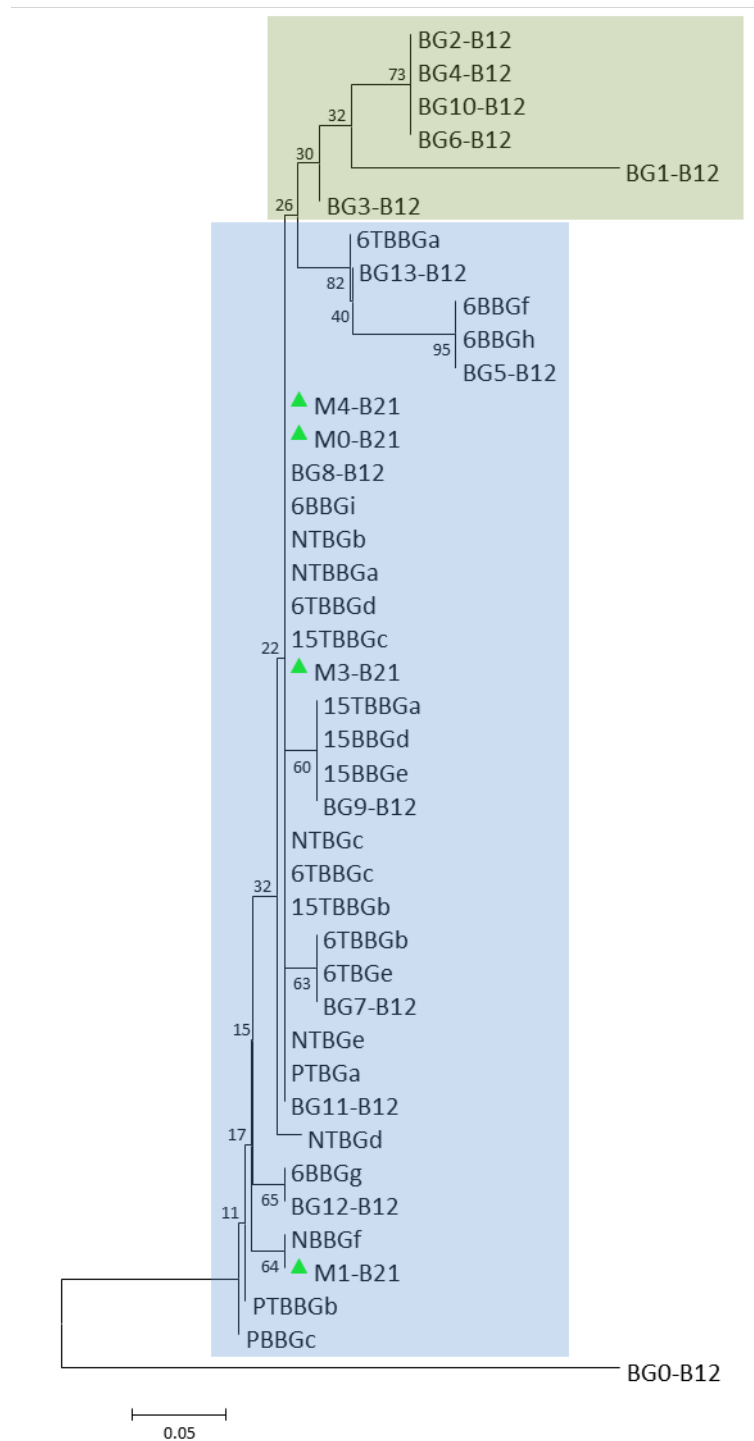 BG2-B12
73
BG4-B12
BG10-B12
32
BG6-B12
30
BG1-B12
26
BG3-B12
6TBBGa
BG13-B12
82
6BBGf
40
6BBGh
95
BG5-B12
M4-B21
M0-B21
BG8-B12
6BBGi
NTBGb
NTBBGa
6TBBGd
15TBBGc
22
M3-B21
15TBBGa
15BBGd
60
15BBGe
BG9-B12
NTBGc
6TBBGc
32
15TBBGb
6TBBGb
6TBGe
63
BG7-B12
15
NTBGe
PTBGa
BG11-B12
17
NTBGd
6BBGg
65
BG12-B12
11
NBBGf
64
M1-B21
PTBBGb
PBBGc
BG0-B12
0.05